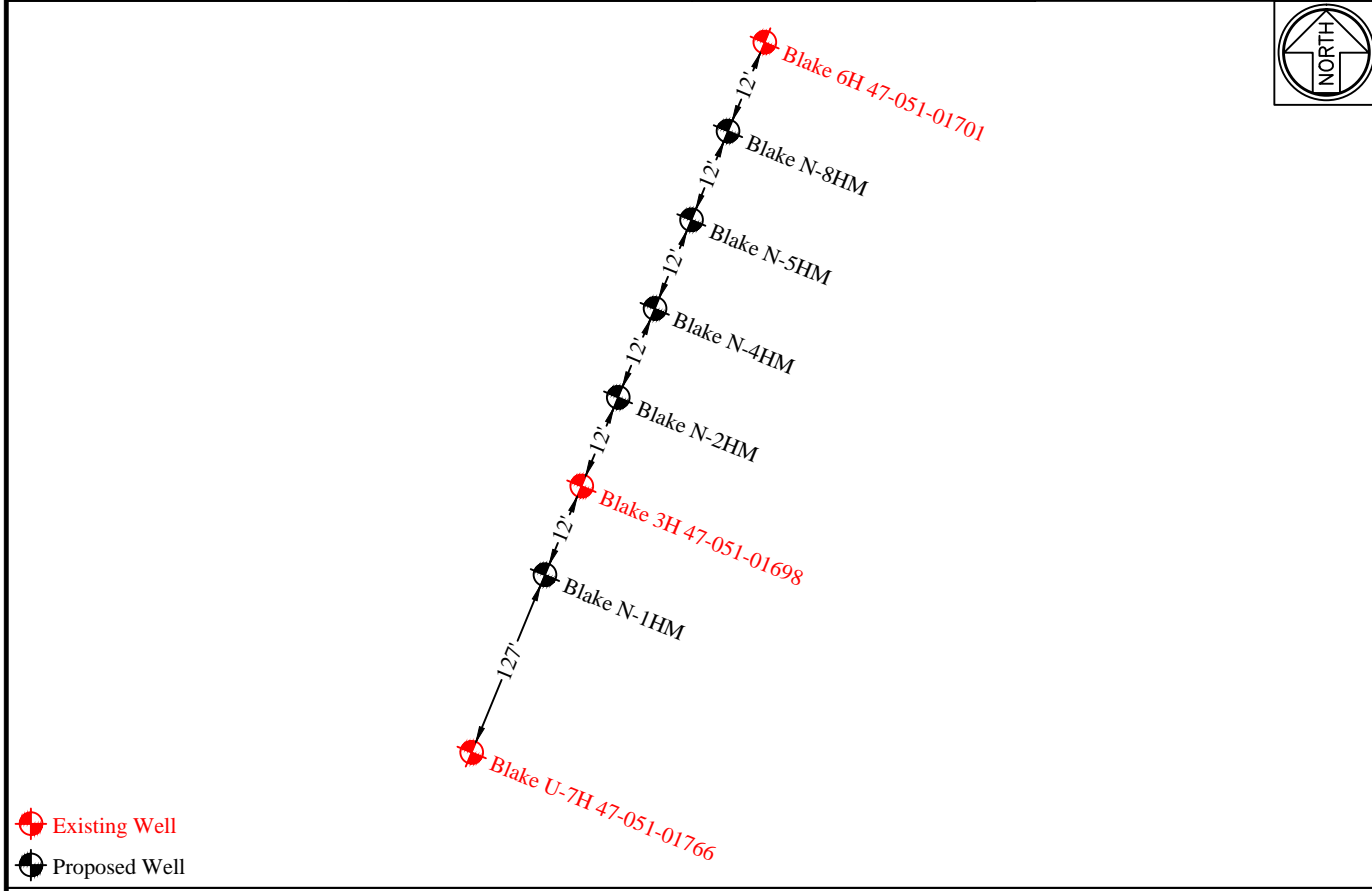 NORTH
Blake 6H 47-051-01701
12'
Blake N-8HM
12'
Blake N-5HM
12'
Blake N-4HM
12'
Blake N-2HM
12'
Blake 3H 47-051-01698
12'
Blake N-1HM
127'
Blake U-7H 47-051-01766
Existing Well
Proposed Well